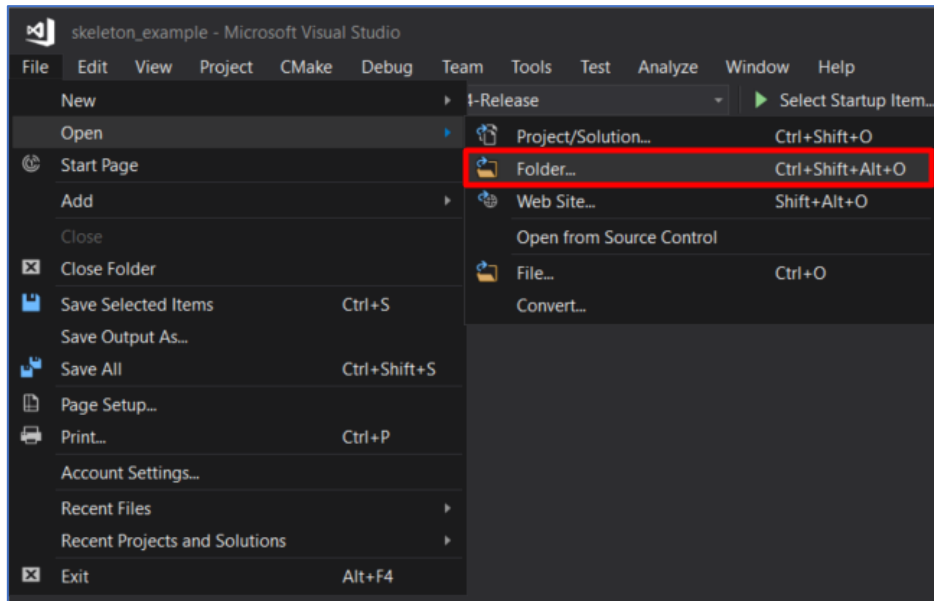 skeleton_example - Microsoft Visual Studio
File Edit View Project CMake Debug Team Tools Test Analyze Window Help
New
4-Release Select Startup Item...
Open
Project/Solution... Ctrl+Shift+O
Start Page
Folder... Ctrl+Shift+Alt+O
Add
Web Site... Shift+Alt+O
Close
Open from Source Control
Close Folder
File... Ctrl+O
Save Selected Items Ctrl+S
Convert...
Save Output As...
Save All Ctrl+Shift+S
Page Setup...
Print... Ctrl+P
Account Settings...
Recent Files
Recent Projects and Solutions
Exit Alt+F4